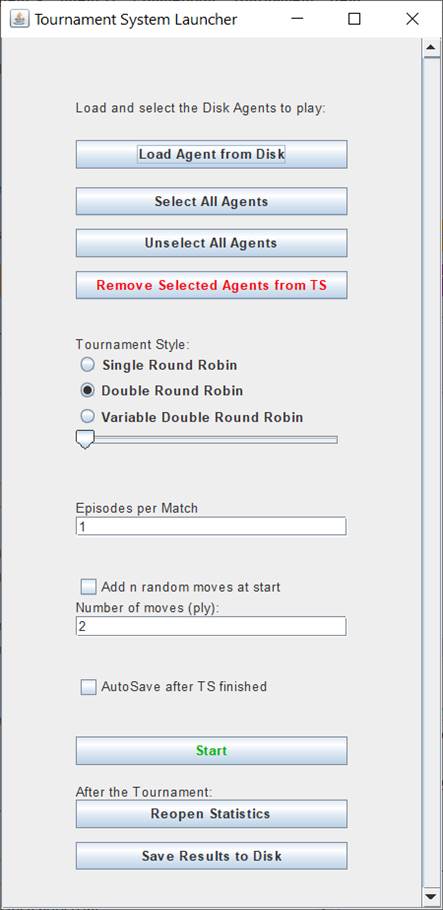 Tournament System Launcher
Load and select the Disk Agents to play:
Load Agent from Disk
Select All Agents
Unselect All Agents
Remove Selected Agents from TS
Tournament Style:
Single Round Robin
Double Round Robin
Variable Double Round Robin
Episodes per Match
1
Add n random moves at start
Number of moves (ply):
2
AutoSave after TS finished
Start
After the Tournament:
Reopen Statistics
Save Results to Disk